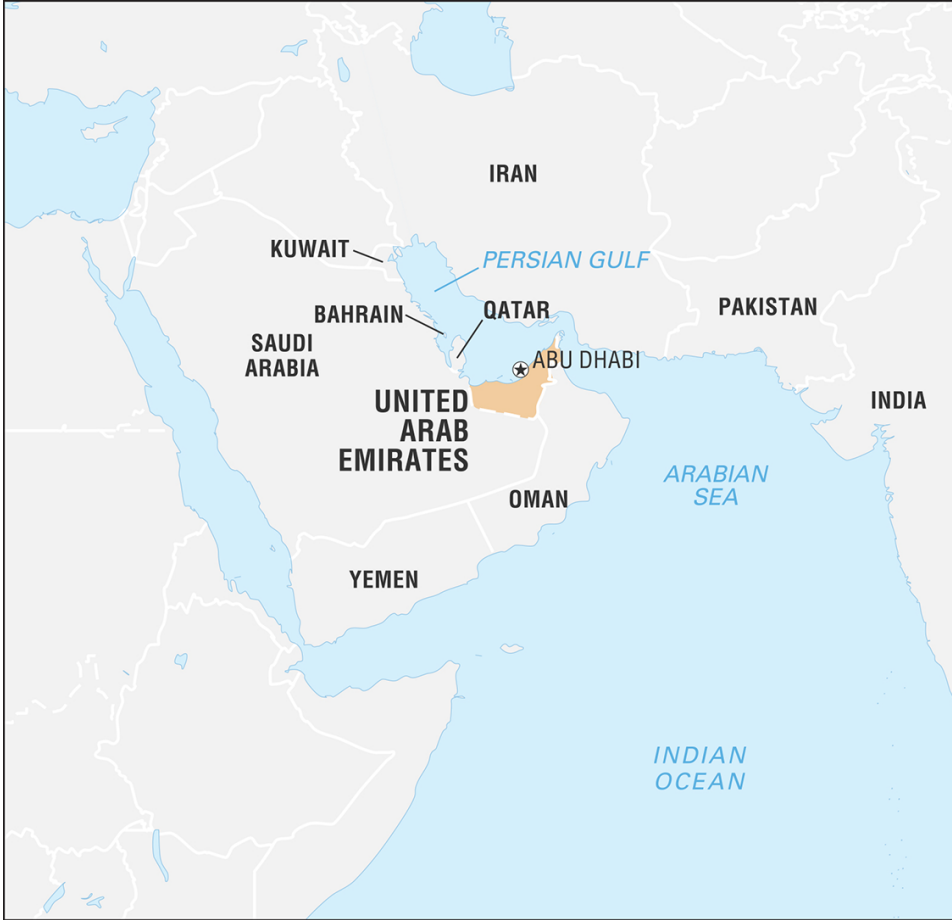 IRAN
KUWAIT
PERSIAN GULF
BAHRAIN
QATAR
PAKISTAN
SAUDI
ARABIA
ABU DHABI
UNITED
ARAB
EMIRATES
INDIA
ARABIAN
SEA
OMAN
YEMEN
INDIAN
OCEAN